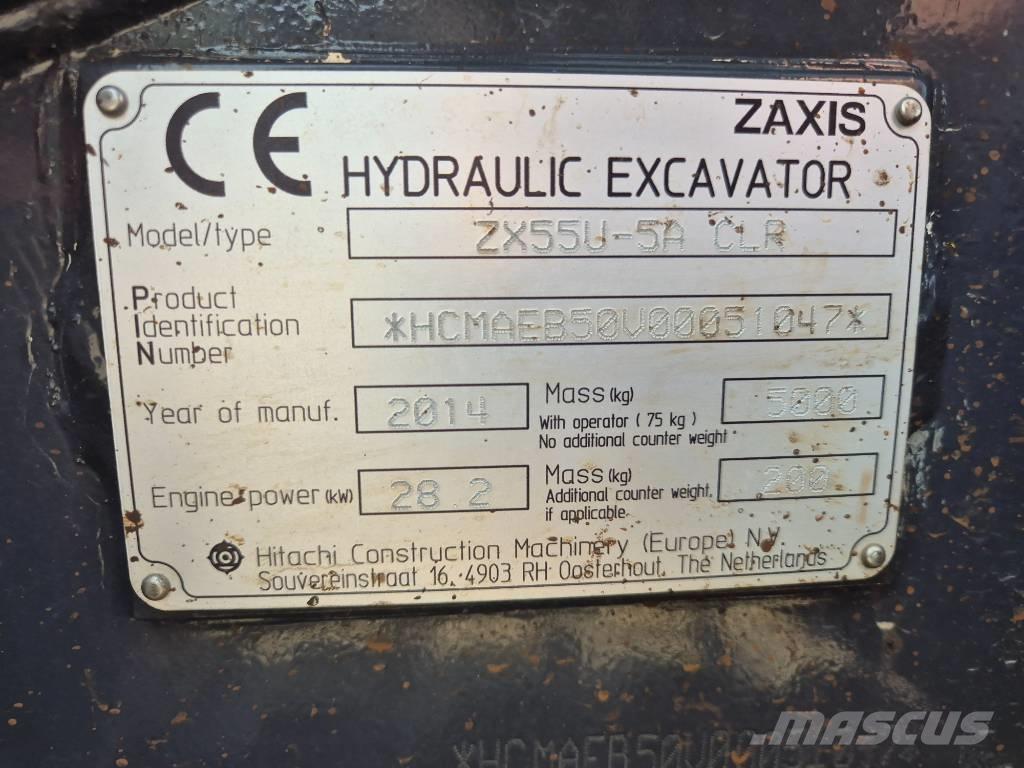 CE
ZAXIS
HYDRAULIC EXCAVATOR
Model/type ZX55U-5A CLR
Product
Identification *HCMAEB50V00051047*
Number
Year of manuf. 2014 Mass (kg) 5000
With operator ( 75 kg )
No additional counter weight
Engine power (kW) 28.2 Mass (kg) 200
Additional counter weight,
if applicable
Hitachi Construction Machinery (Europe) N.V
Souvereinstraat 16, 4903 RH Oosterhout, The Netherlands
MASCUS